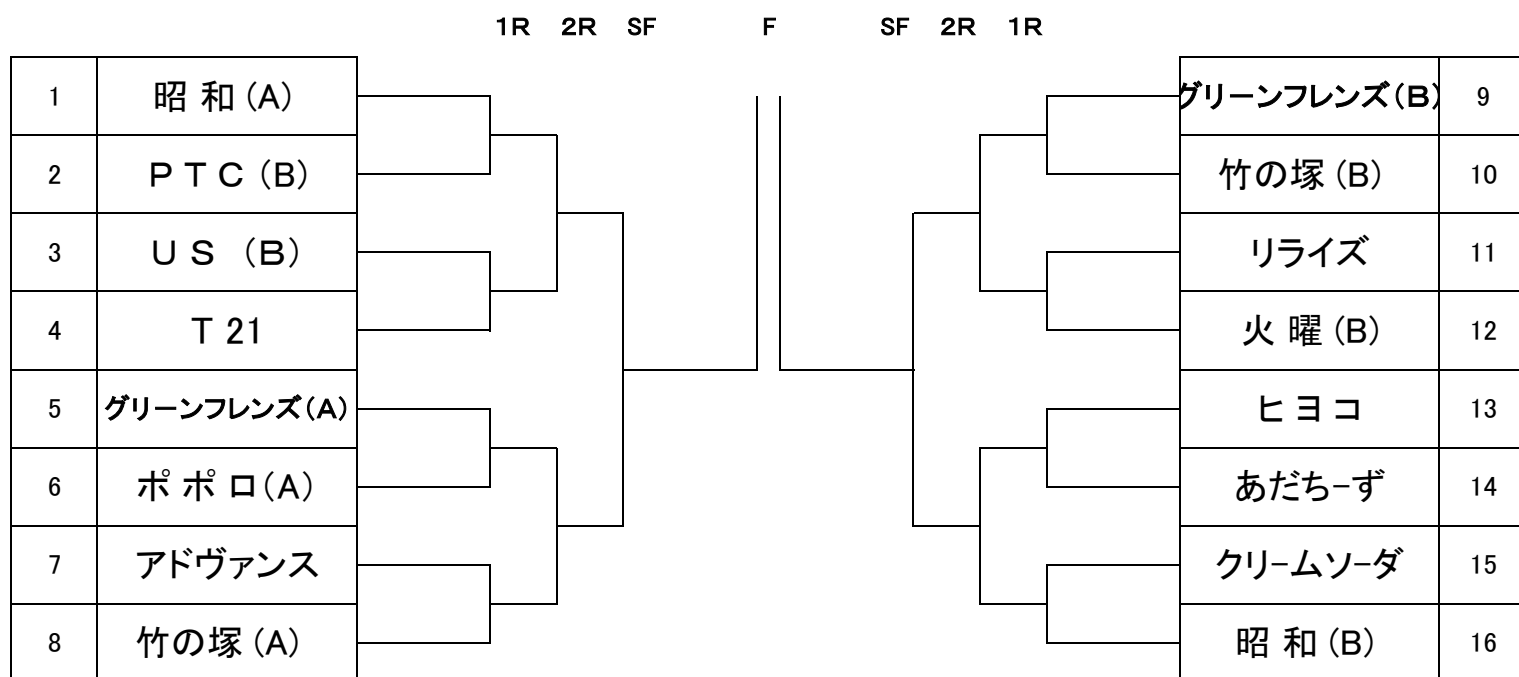 1R 2R SF F SF 2R 1R
1 昭 和 (A) グリーンフレンズ(B) 9
2 P T C (B) 竹の塚 (B) 10
3 U S (B) リライズ 11
4 T 21 火 曜 (B) 12
5 グリーンフレンズ(A) ヒ ヨ コ 13
6 ポ ポ ロ (A) あだち-ず 14
7 アドヴァンス クリ-ムソ-ダ 15
8 竹の塚 (A) 昭 和 (B) 16